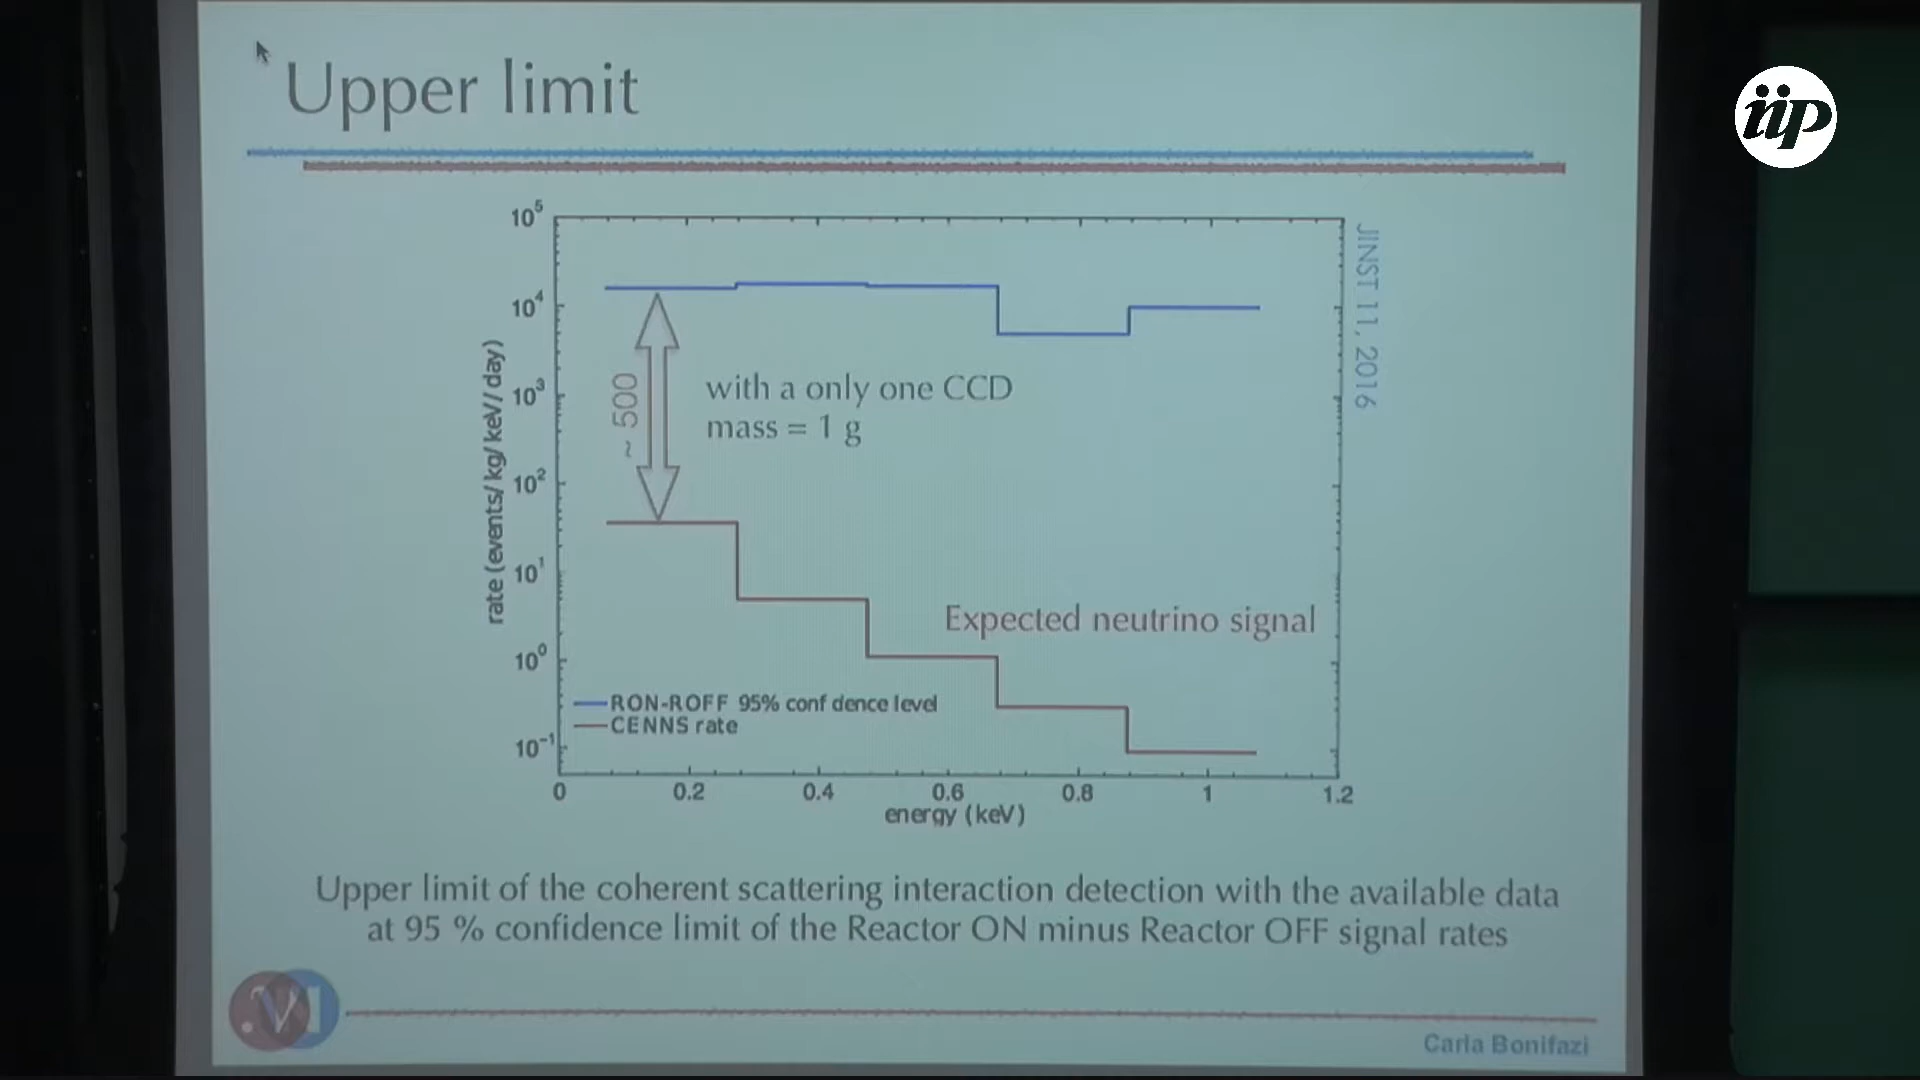 Upper limit
iip
10⁵
10⁴
10³
10²
10¹
10⁰
10⁻¹
rate (events/kg/keV/day)
~ 500
with a only one CCD
mass = 1 g
JINST 11, 2016
Expected neutrino signal
RON-ROFF 95% conf dence level
CENNS rate
0 0.2 0.4 0.6 0.8 1 1.2
energy (keV)
Upper limit of the coherent scattering interaction detection with the available data
at 95 % confidence limit of the Reactor ON minus Reactor OFF signal rates
Carla Bonifazi